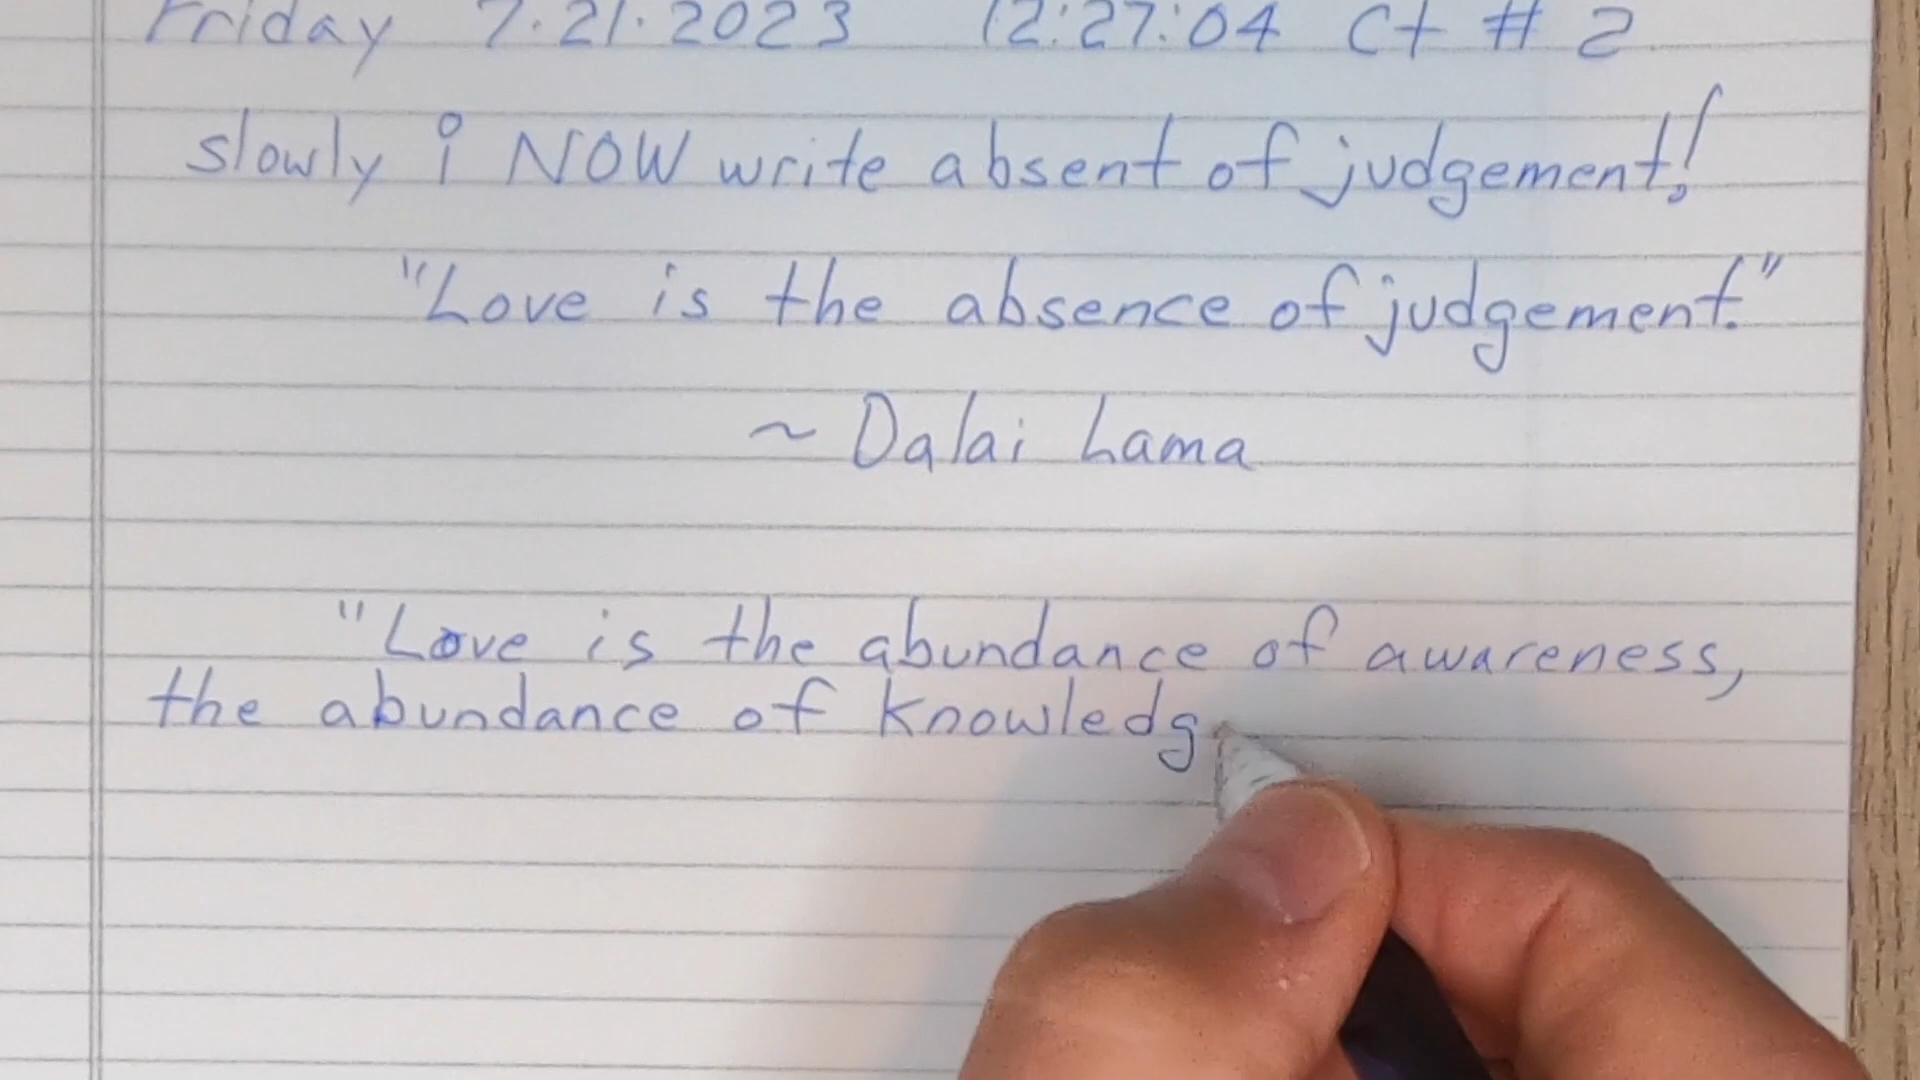 Friday 7.21.2023 12:27:04 Ct # 2
slowly i NOW write absent of judgement!
"Love is the absence of judgement."
~ Dalai Lama
"Love is the abundance of awareness,
the abundance of knowledg